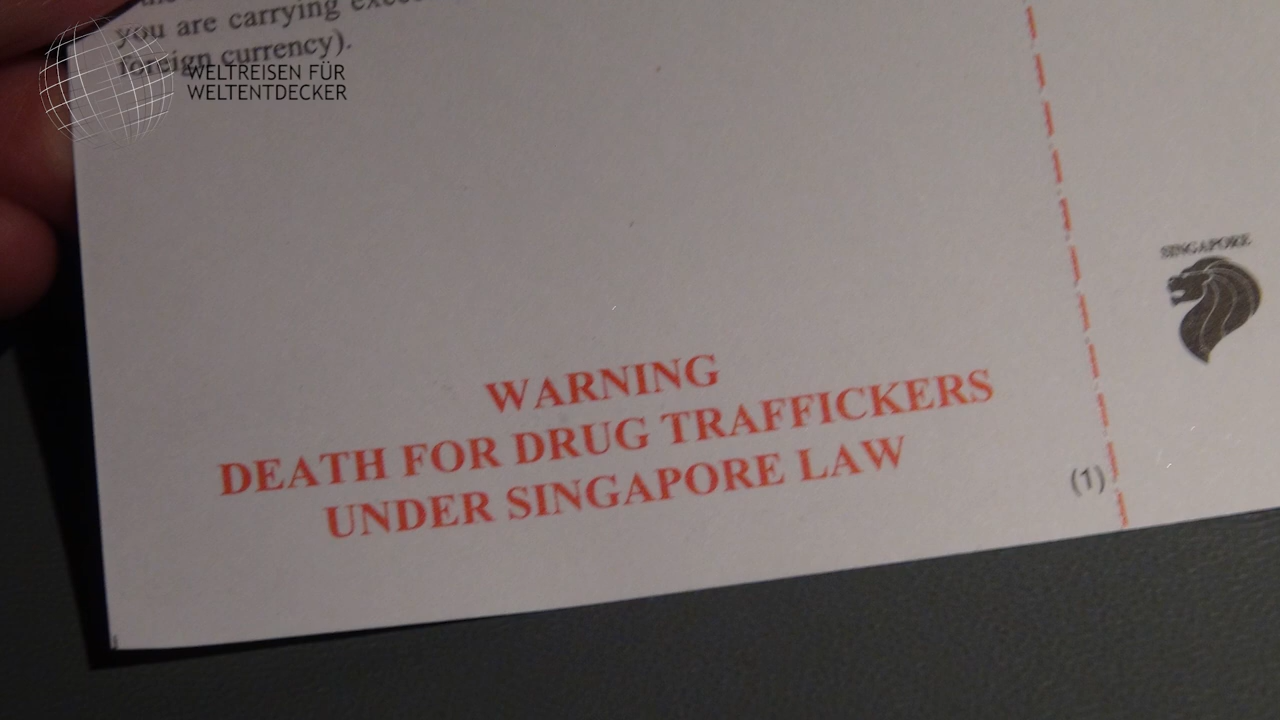 you are carrying
foreign currency).
WELTREISEN FÜR
WELTENTDECKER
SINGAPORE
WARNING
DEATH FOR DRUG TRAFFICKERS
UNDER SINGAPORE LAW
(1)